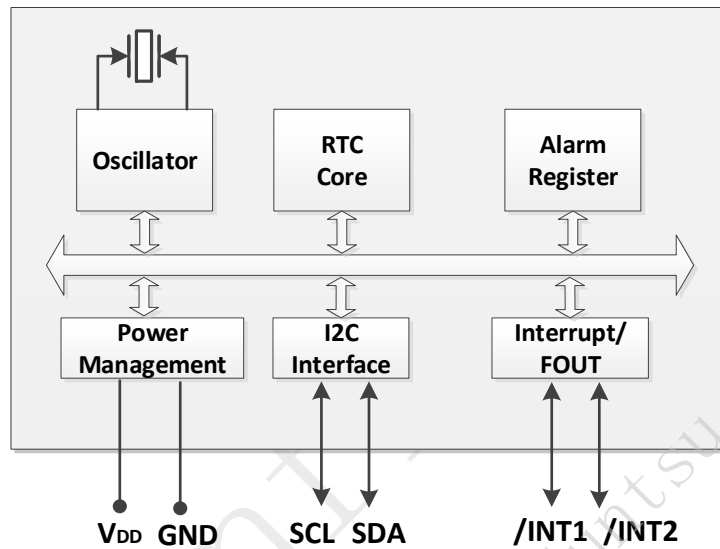 Oscillator
RTC
Core
Alarm
Register
Power
Management
I2C
Interface
Interrupt/
FOUT
VDD GND SCL SDA /INT1 /INT2